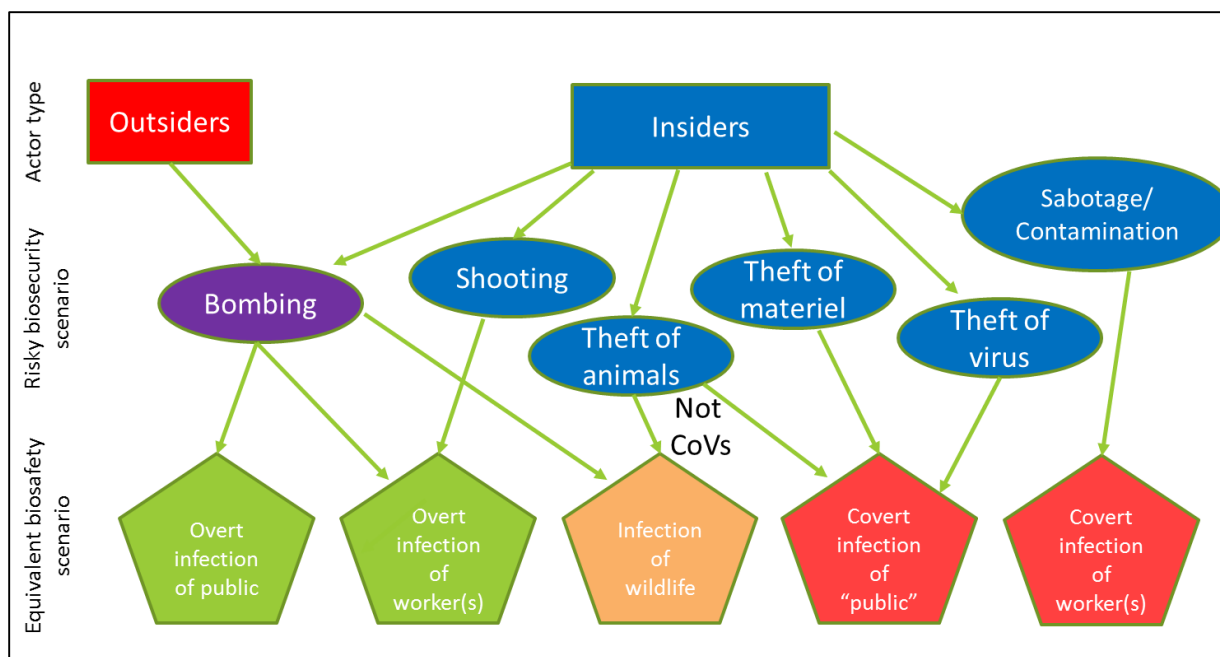 Actor type
Outsiders
Insiders
Risky biosecurity
scenario
Bombing
Shooting
Theft of
animals
Theft of
materiel
Theft of
virus
Sabotage/
Contamination
Not
CoVs
Equivalent biosafety
scenario
Overt
infection
of public
Overt
infection
of
worker(s)
Infection
of
wildlife
Covert
infection
of
“public”
Covert
infection
of
worker(s)